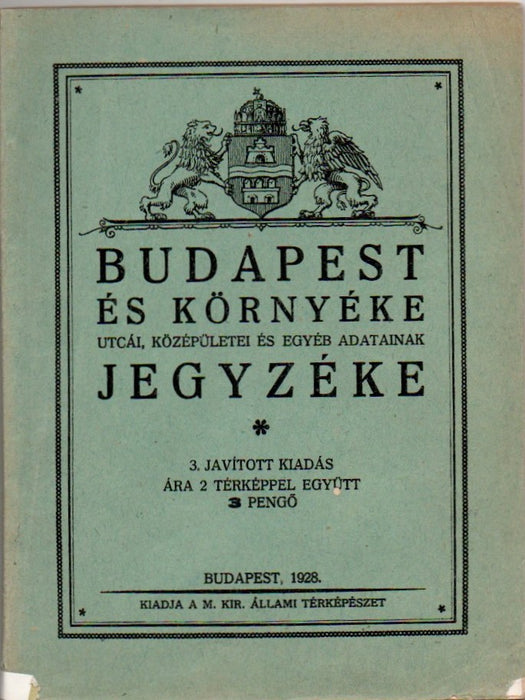 BUDAPEST
ÉS KÖRNYÉKE
UTCÁI, KÖZÉPÜLETEI ÉS EGYÉB ADATAINAK
JEGYZÉKE
*
3. JAVÍTOTT KIADÁS
ÁRA 2 TÉRKÉPPEL EGYÜTT
3 PENGŐ
BUDAPEST, 1928.
KIADJA A M. KIR. ÁLLAMI TÉRKÉPÉSZET